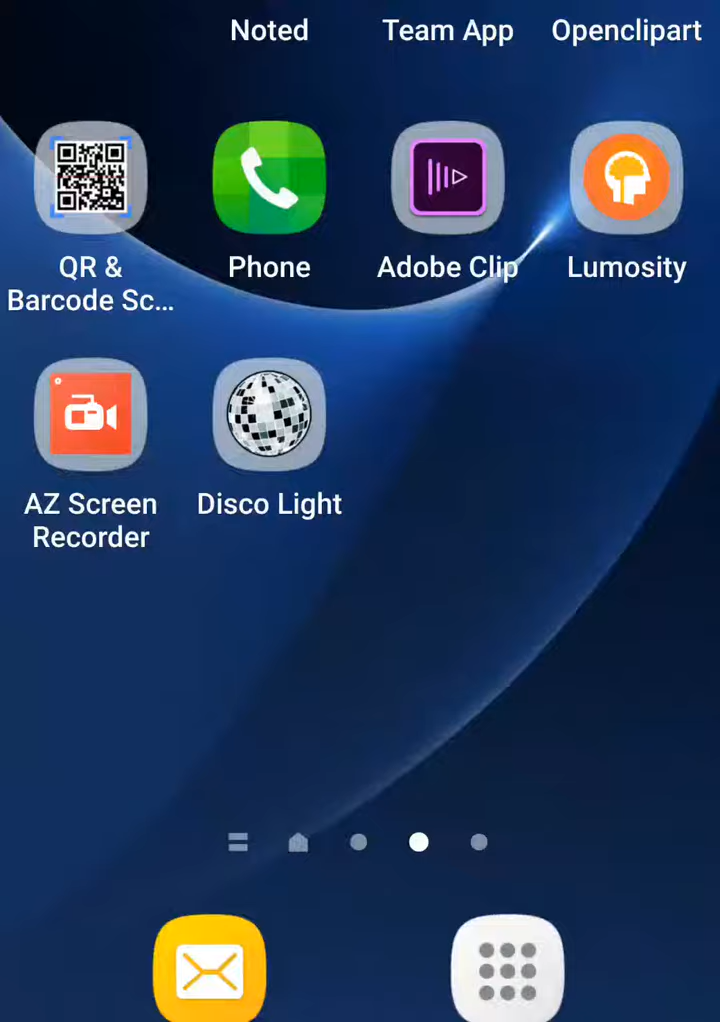 Noted
Team App
Openclipart
QR &
Barcode Sc...
Phone
Adobe Clip
Lumosity
AZ Screen
Recorder
Disco Light